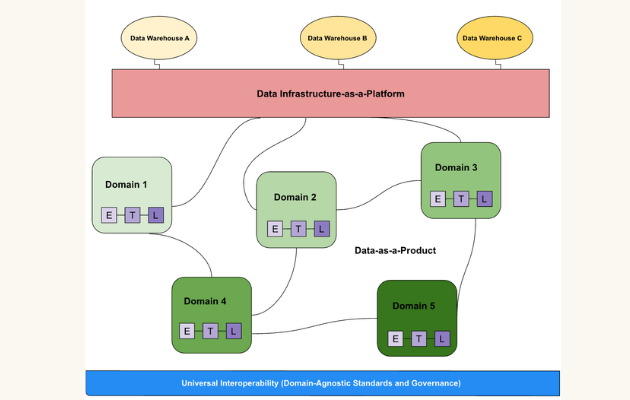 Data Warehouse A
Data Warehouse B
Data Warehouse C
Data Infrastructure-as-a-Platform
Domain 1
E T L
Domain 2
E T L
Domain 3
E T L
Data-as-a-Product
Domain 4
E T L
Domain 5
E T L
Universal Interoperability (Domain-Agnostic Standards and Governance)